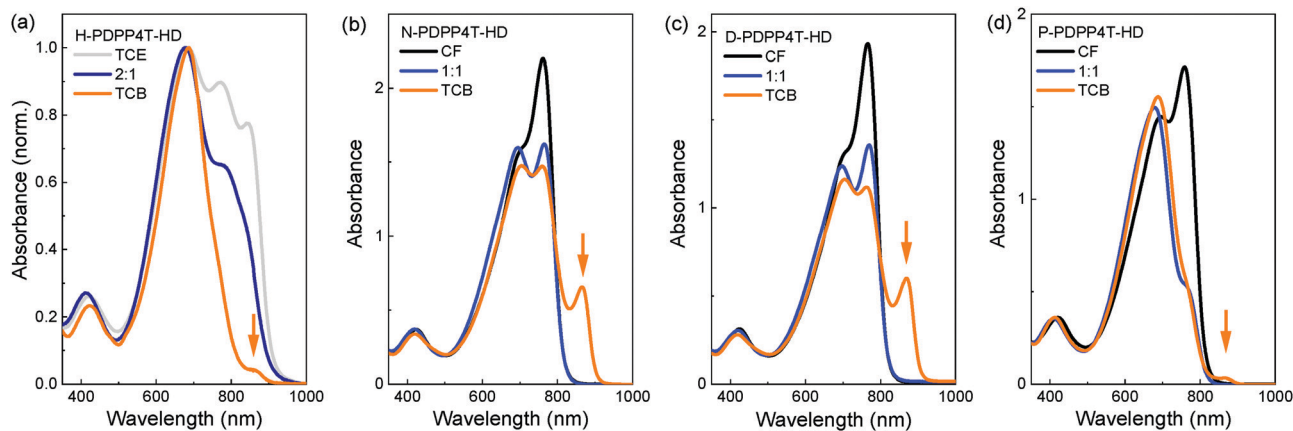 (a)
H-PDPP4T-HD
TCE
2:1
TCB
Absorbance (norm.)
1.0
0.8
0.6
0.4
0.2
0.0
400 600 800 1000
Wavelength (nm)
(b)
N-PDPP4T-HD
CF
1:1
TCB
Absorbance
2
1
0
400 600 800 1000
Wavelength (nm)
(c)
D-PDPP4T-HD
CF
1:1
TCB
Absorbance
2
1
0
400 600 800 1000
Wavelength (nm)
(d)
P-PDPP4T-HD
CF
1:1
TCB
Absorbance
2
1
0
400 600 800 1000
Wavelength (nm)